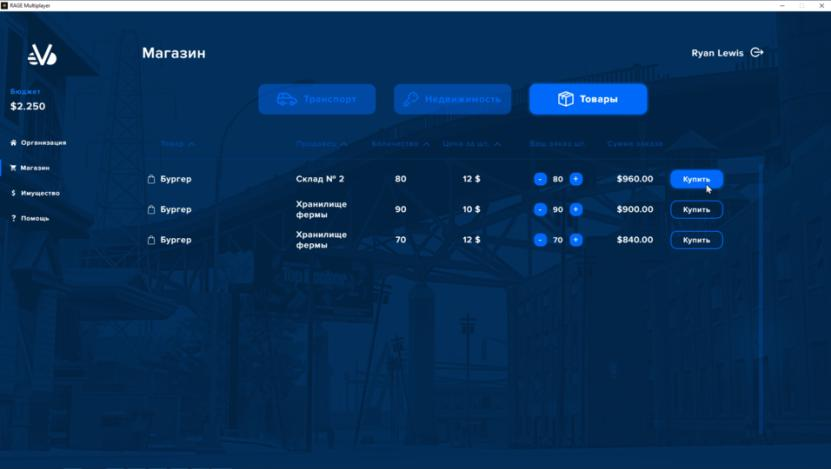 RAGE Multiplayer
Магазин
Ryan Lewis
Бюджет
$2.250
Транспорт
Недвижимость
Товары
Организация
Магазин
$ Имущество
? Помощь
Товар Продавец Количество Цена за шт. Ваш заказ шт. Сумма заказа
Бургер Склад № 2 80 12 $ - 80 + $960.00 Купить
Бургер Хранилище фермы 90 10 $ - 90 + $900.00 Купить
Бургер Хранилище фермы 70 12 $ - 70 + $840.00 Купить